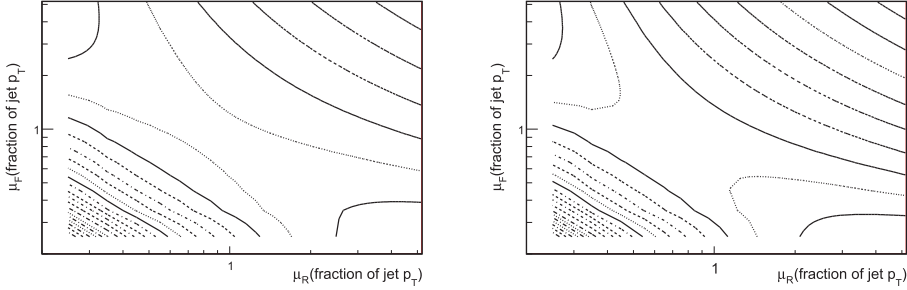 μF(fraction of jet pT)
1
1
μR(fraction of jet pT)
μF(fraction of jet pT)
1
1
μR(fraction of jet pT)